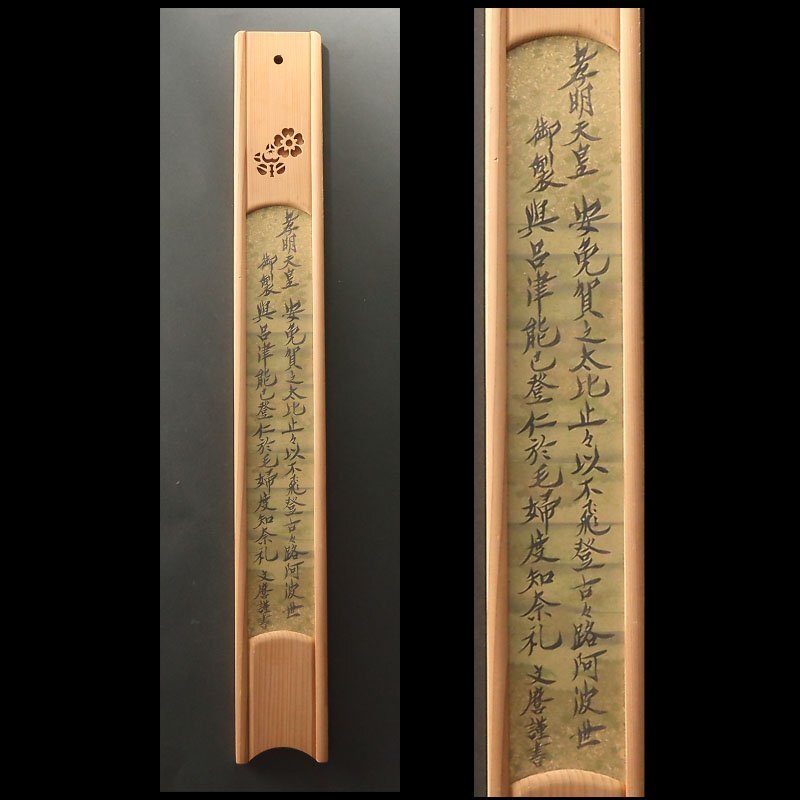 孝明天皇
御製
安免賀之太比止々以不飛登古々路阿波世
與呂津能已登仁於毛婦度知奈礼
文麿謹書